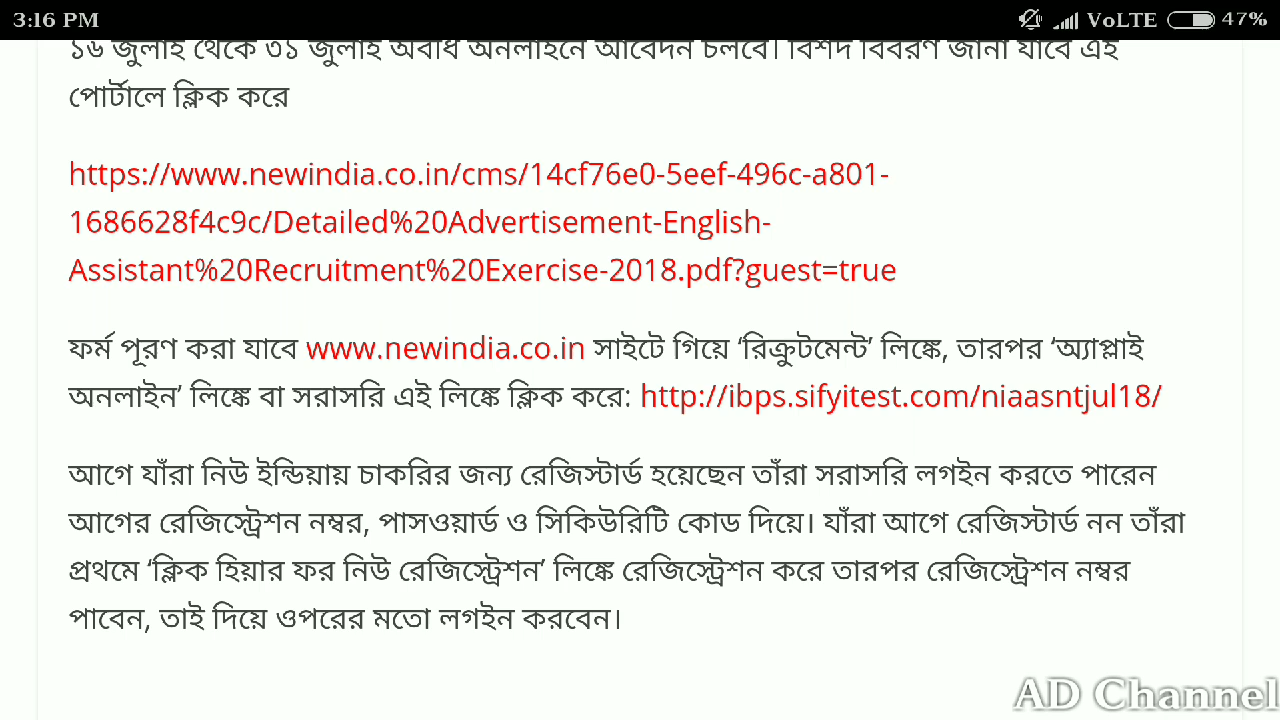 3:16 PM VoLTE 47%
১৬ জুলাই থেকে ৩১ জুলাই অবধি অনলাইনে আবেদন চলবে। বিশদ বিবরণ জানা যাবে এই
পোর্টালে ক্লিক করে
https://www.newindia.co.in/cms/14cf76e0-5eef-496c-a801-
1686628f4c9c/Detailed%20Advertisement-English-
Assistant%20Recruitment%20Exercise-2018.pdf?guest=true
ফর্ম পূরণ করা যাবে www.newindia.co.in সাইটে গিয়ে ‘রিক্রুটমেন্ট’ লিঙ্কে, তারপর ‘অ্যাপ্লাই
অনলাইন’ লিঙ্কে বা সরাসরি এই লিঙ্কে ক্লিক করে: http://ibps.sifyitest.com/niaasntjul18/
আগে যাঁরা নিউ ইন্ডিয়ায় চাকরির জন্য রেজিস্টার্ড হয়েছেন তাঁরা সরাসরি লগইন করতে পারেন
আগের রেজিস্ট্রেশন নম্বর, পাসওয়ার্ড ও সিকিউরিটি কোড দিয়ে। যাঁরা আগে রেজিস্টার্ড নন তাঁরা
প্রথমে ‘ক্লিক হিয়ার ফর নিউ রেজিস্ট্রেশন’ লিঙ্কে রেজিস্ট্রেশন করে তারপর রেজিস্ট্রেশন নম্বর
পাবেন, তাই দিয়ে ওপরের মতো লগইন করবেন।
AD Channel